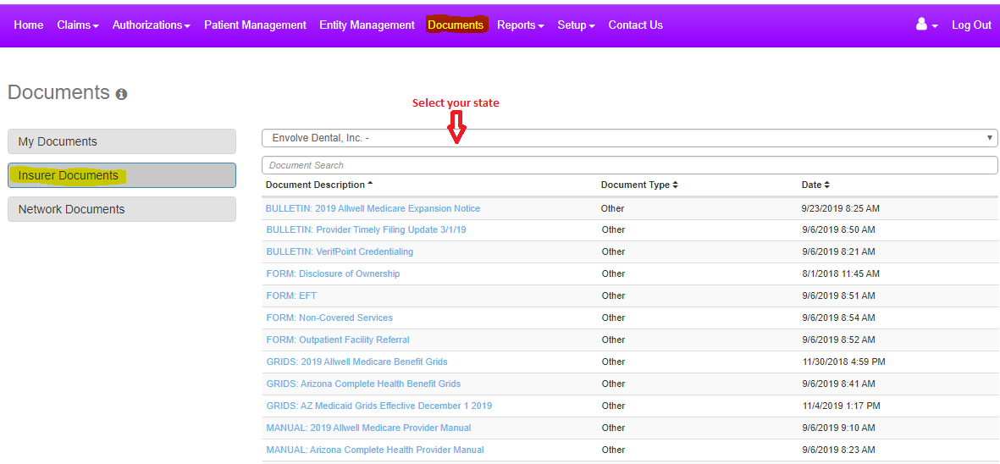 Home Claims Authorizations Patient Management Entity Management Documents Reports Setup Contact Us Log Out
Documents
Select your state
My Documents
Insurer Documents
Network Documents
Envolve Dental, Inc. -
Document Search
Document Description Document Type Date
BULLETIN: 2019 Allwell Medicare Expansion Notice Other 9/23/2019 8:25 AM
BULLETIN: Provider Timely Filing Update 3/1/19 Other 9/6/2019 8:50 AM
BULLETIN: VerifPoint Credentialing Other 9/6/2019 8:21 AM
FORM: Disclosure of Ownership Other 8/1/2018 11:45 AM
FORM: EFT Other 9/6/2019 8:51 AM
FORM: Non-Covered Services Other 9/6/2019 8:54 AM
FORM: Outpatient Facility Referral Other 9/6/2019 8:52 AM
GRIDS: 2019 Allwell Medicare Benefit Grids Other 11/30/2018 4:59 PM
GRIDS: Arizona Complete Health Benefit Grids Other 9/6/2019 8:41 AM
GRIDS: AZ Medicaid Grids Effective December 1 2019 Other 11/4/2019 1:17 PM
MANUAL: 2019 Allwell Medicare Provider Manual Other 9/6/2019 9:10 AM
MANUAL: Arizona Complete Health Provider Manual Other 9/6/2019 8:23 AM